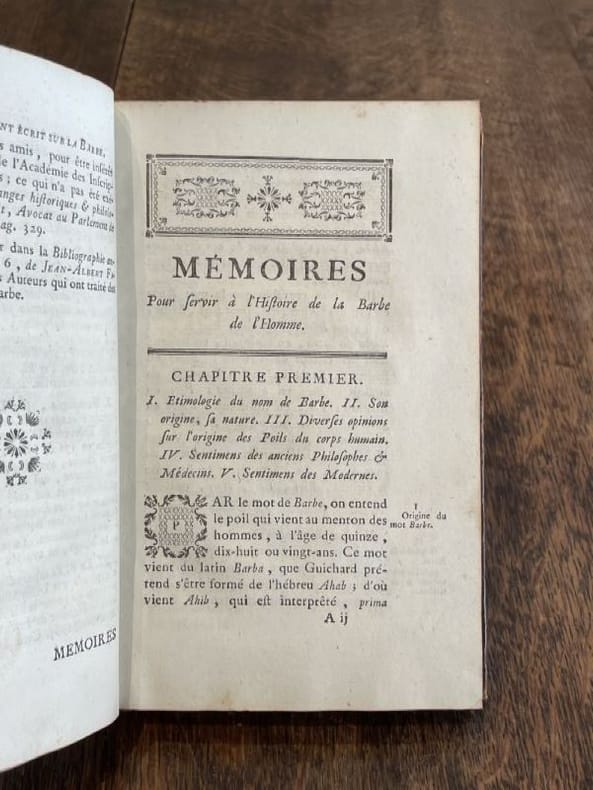 NT ÉCRIT SUR LA BARBE.
s amis, pour être insérés
e l'Académie des Inscrip-
s; ce qui n'a pas été exé-
anges historiques & philolo-
, Avocat au Parlement de
ag. 329.
r dans la Bibliographie an-
6, de JEAN-ALBERT FA-
s Auteurs qui ont traité des
arbe.
MEMOIRES
MÉMOIRES
Pour ſervir à l'Hiſtoire de la Barbe
de l'Homme.
CHAPITRE PREMIER.
I. Etimologie du nom de Barbe. II. Son
origine, ſa nature. III. Diverſes opinions
ſur l'origine des Poils du corps humain.
IV. Sentimens des anciens Philoſophes &
Médecins. V. Sentimens des Modernes.
PAR le mot de Barbe, on entend
le poil qui vient au menton des
hommes, à l'âge de quinze,
dix-huit ou vingt-ans. Ce mot
vient du latin Barba, que Guichard pré-
tend s'être formé de l'hébreu Ahab; d'où
vient Ahib, qui eſt interprêté, prima
A ij
I
Origine du
mot Barbe.